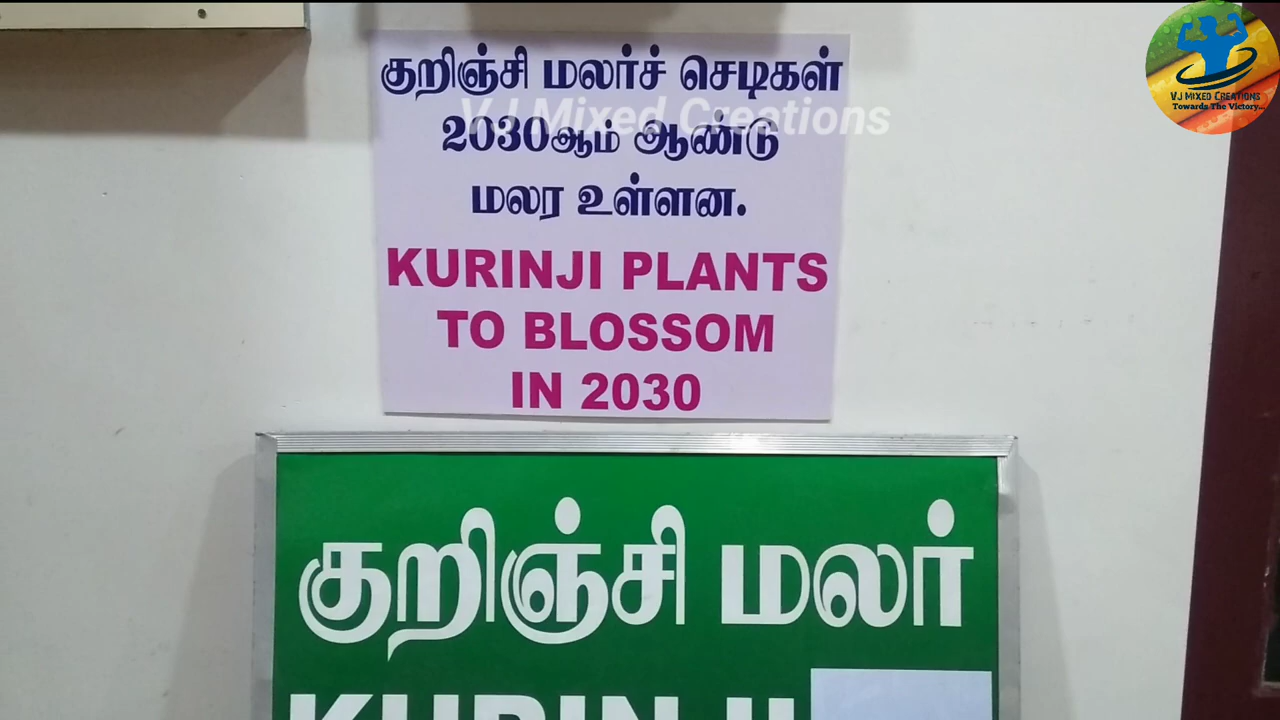 குறிஞ்சி மலர்ச் செடிகள்
2030ஆம் ஆண்டு
மலர உள்ளன.
KURINJI PLANTS
TO BLOSSOM
IN 2030
குறிஞ்சி மலர்
KURINJI
VJ Mixed Creations
VJ MIXED CREATIONS
Towards The Victory...